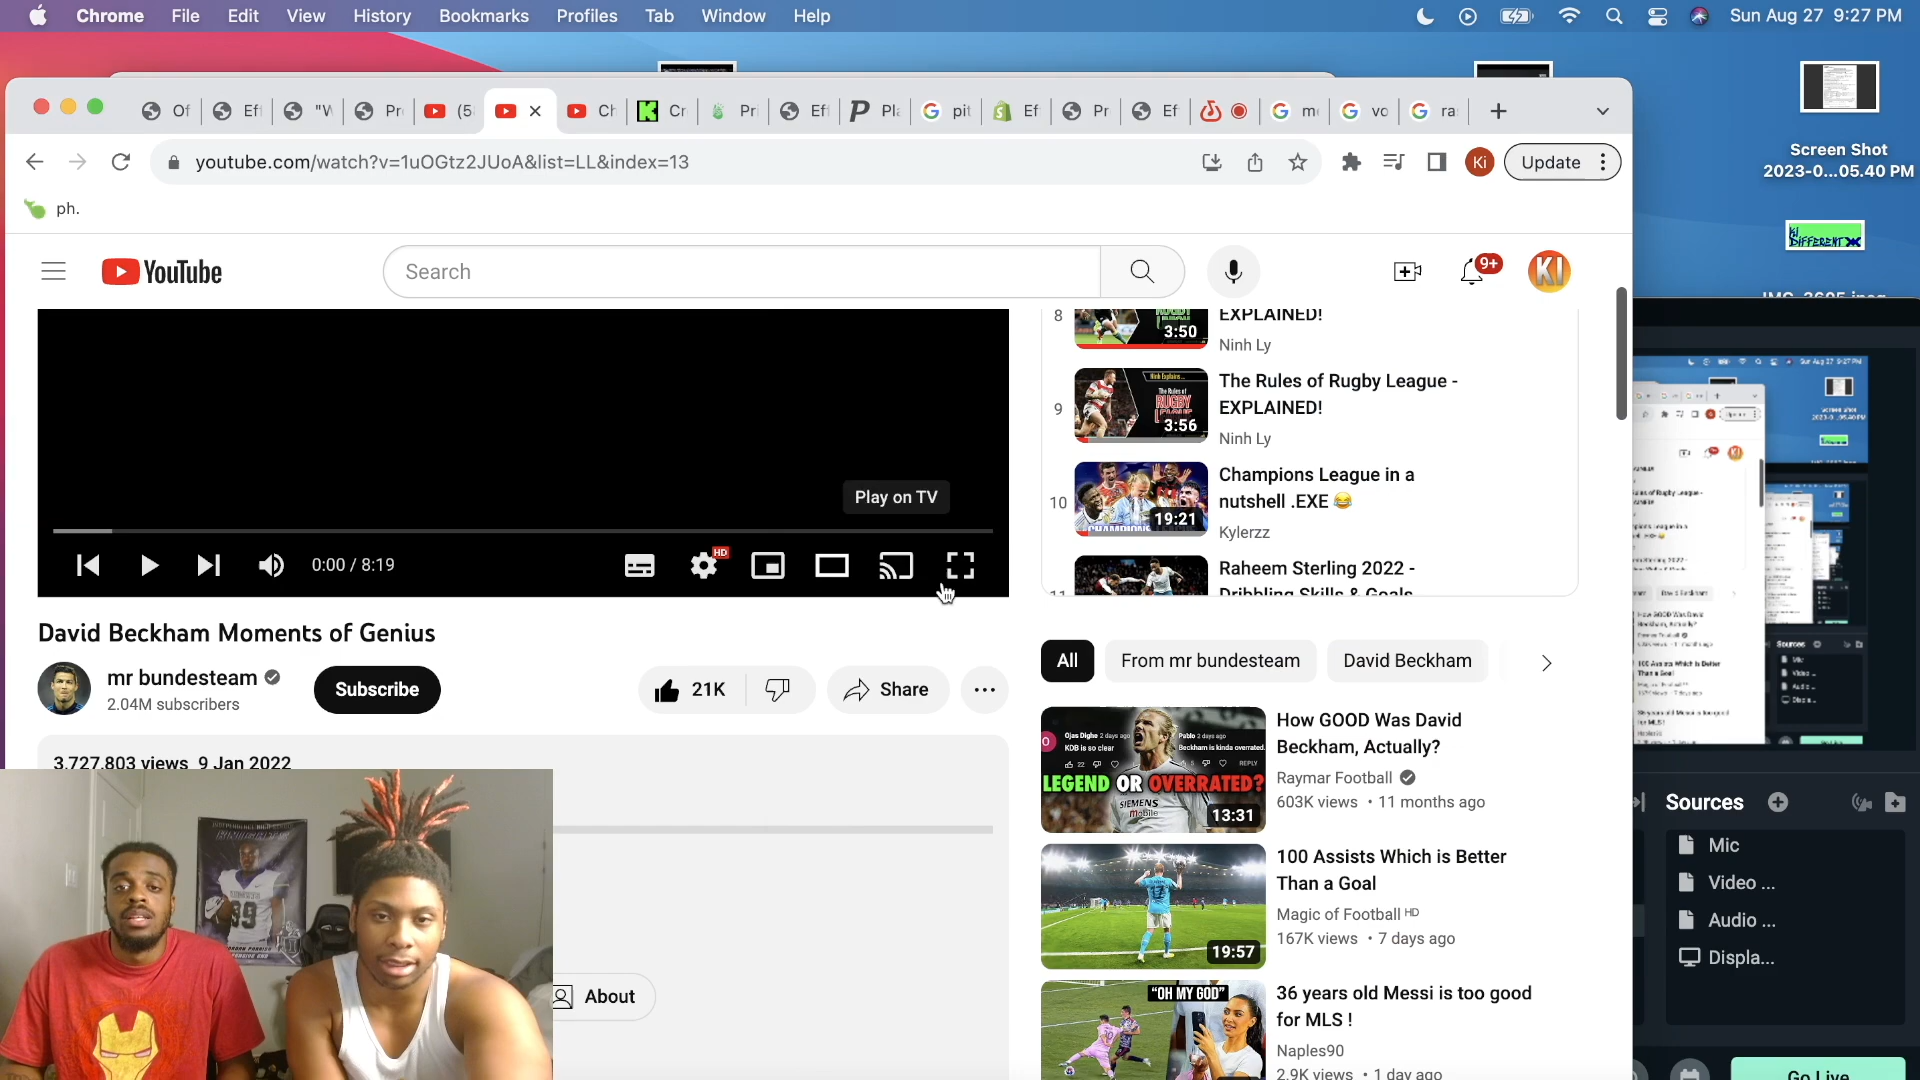 Chrome File Edit View History Bookmarks Profiles Tab Window Help
Sun Aug 27 9:27 PM
Of Ef "W Pr (5 Ch Cr Pri Eff Pla pit Ef Pr Ef m vo ra
youtube.com/watch?v=1uOGtz2JUoA&list=LL&index=13
Ki Update
ph.
YouTube
Search
9+
KI
Screen Shot
2023-0...05.40 PM
KI
DIFFERENT
8
3:50
EXPLAINED!
Ninh Ly
9
RUGBY
3:56
The Rules of Rugby League -
EXPLAINED!
Ninh Ly
10
19:21
Champions League in a
nutshell .EXE 😂
Kylerzz
Raheem Sterling 2022 -
Dribbling Skills & Goals
Play on TV
0:00 / 8:19
HD
David Beckham Moments of Genius
mr bundesteam
2.04M subscribers
Subscribe
21K
Share
3,727,803 views 9 Jan 2022
About
All
From mr bundesteam
David Beckham
Ojas Dighe 2 days ago
KDB is so clear
22
Pablo 2 days ago
Beckham is kinda overrated.
REPLY
LEGEND OR OVERRATED?
SIEMENS
mobile
13:31
How GOOD Was David
Beckham, Actually?
Raymar Football
603K views • 11 months ago
17
19:57
100 Assists Which is Better
Than a Goal
Magic of Football HD
167K views • 7 days ago
"OH MY GOD"
36 years old Messi is too good
for MLS !
Naples90
2.9K views • 1 day ago
39
Sources
Mic
Video ...
Audio ...
Displa...
Go Live